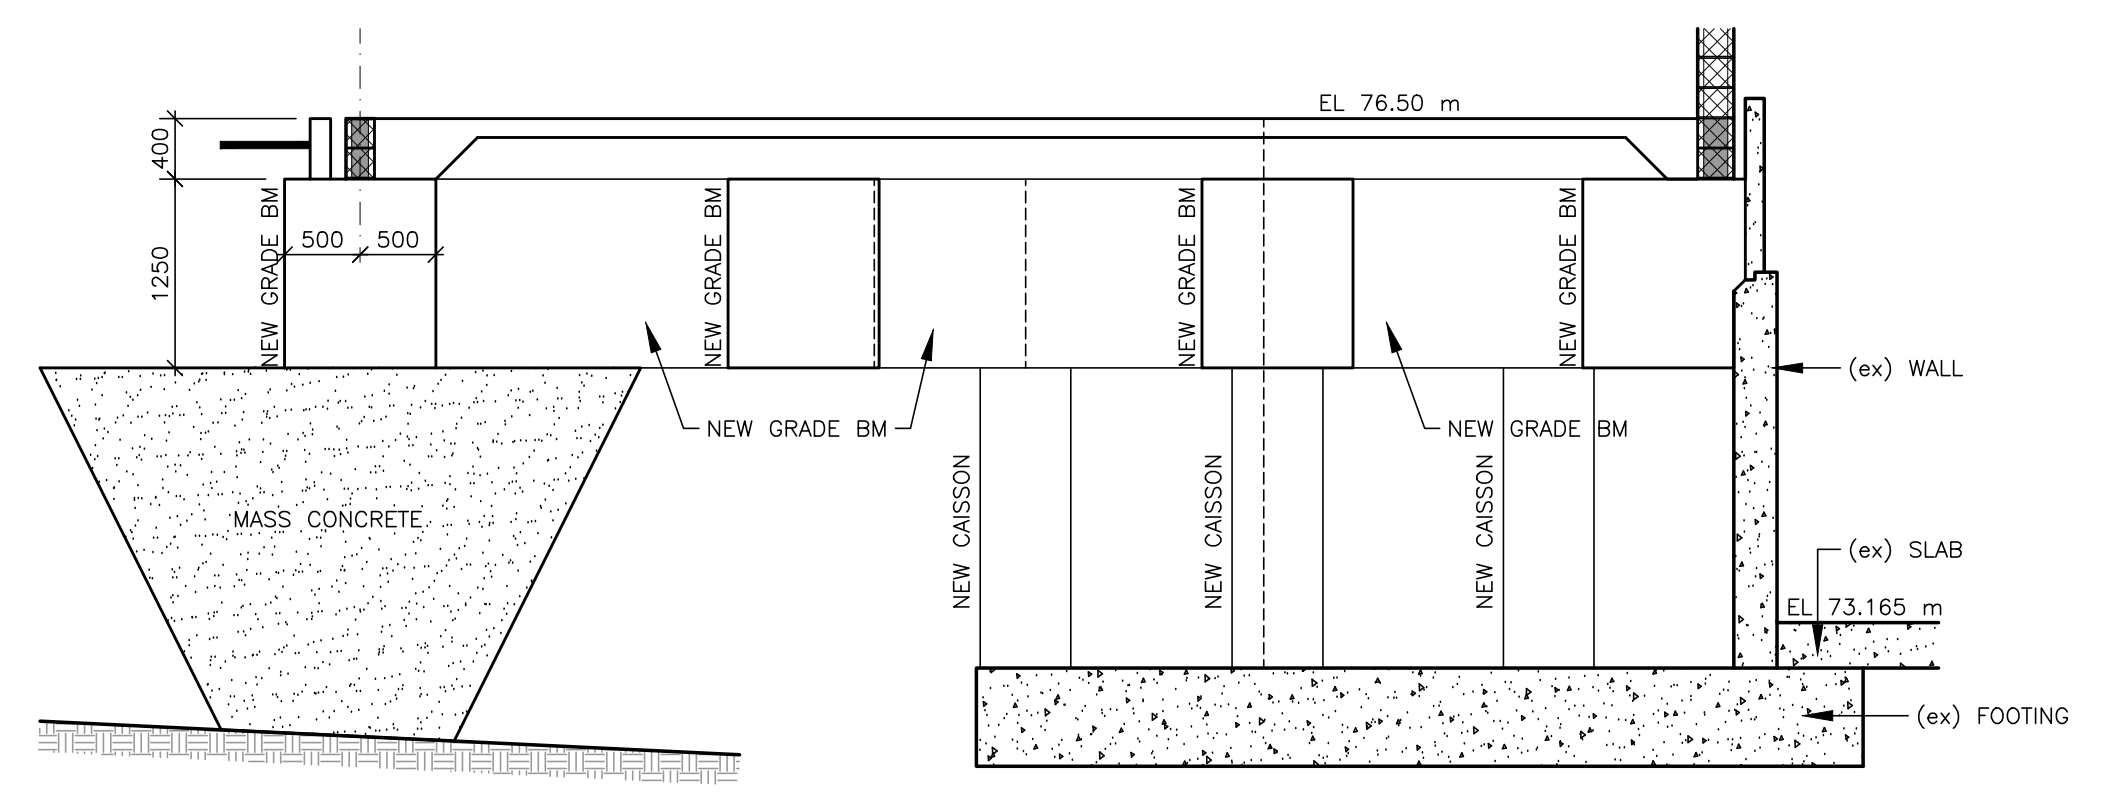 EL 76.50 m
400
1250
NEW GRADE BM
500
500
NEW GRADE BM
NEW GRADE BM
NEW GRADE BM
(ex) WALL
NEW GRADE BM
NEW GRADE BM
MASS CONCRETE
NEW CAISSON
NEW CAISSON
NEW CAISSON
(ex) SLAB
EL 73.165 m
(ex) FOOTING